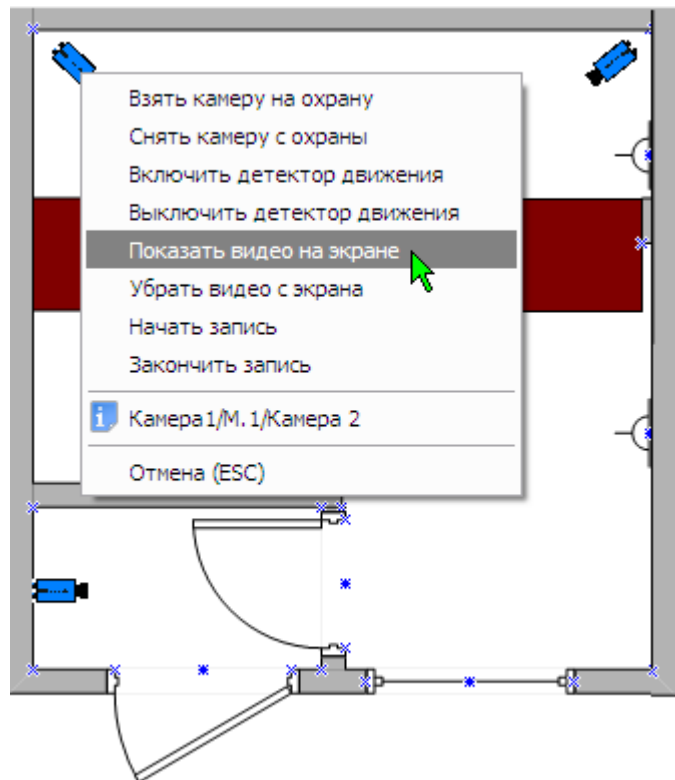 Взять камеру на охрану
Снять камеру с охраны
Включить детектор движения
Выключить детектор движения
Показать видео на экране
Убрать видео с экрана
Начать запись
Закончить запись
Камера1/М.1/Камера 2
Отмена (ESC)